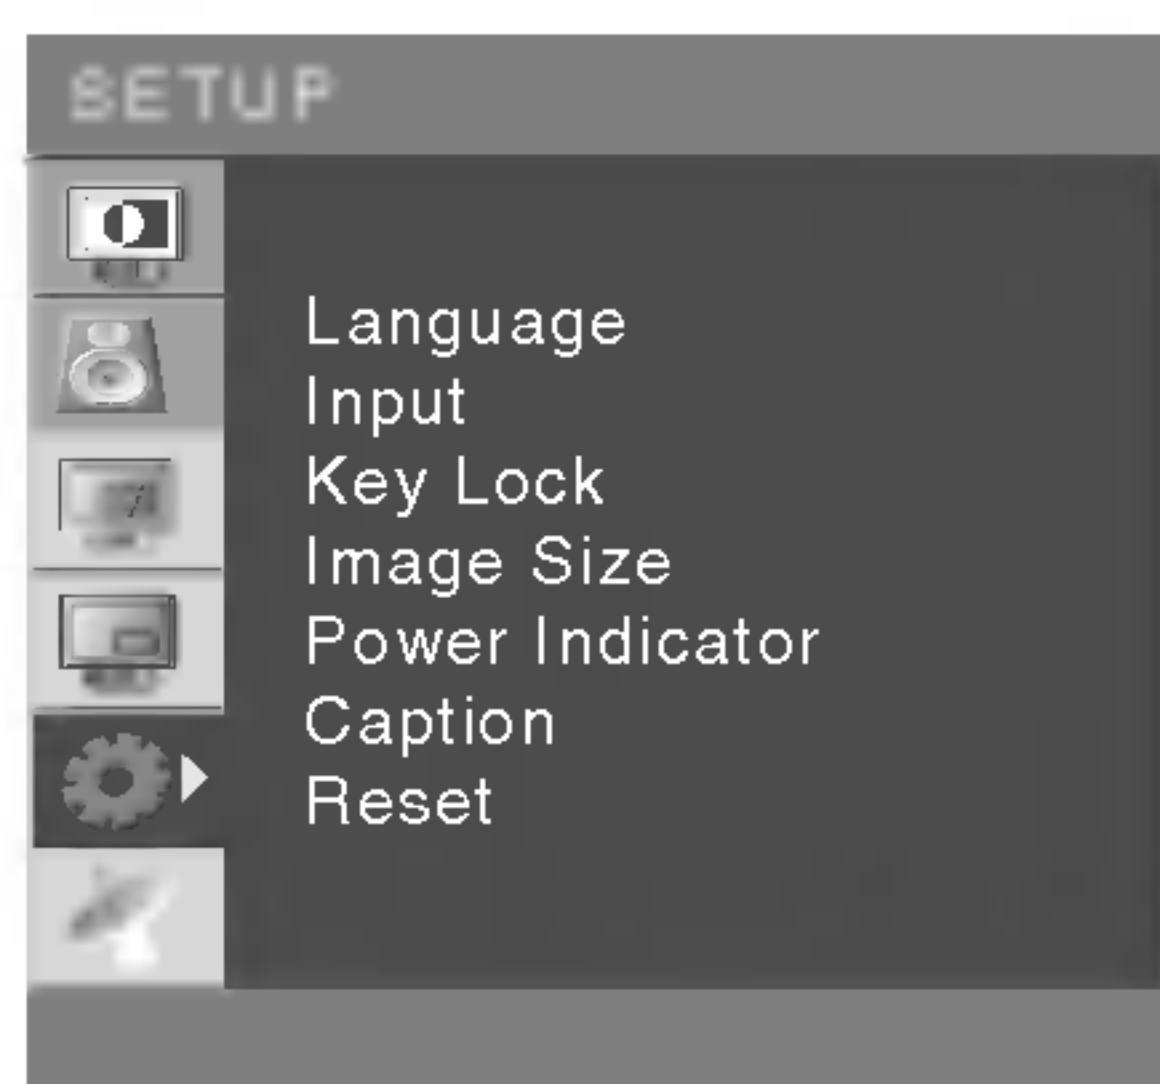 SETUP
Language
Input
Key Lock
Image Size
Power Indicator
Caption
Reset